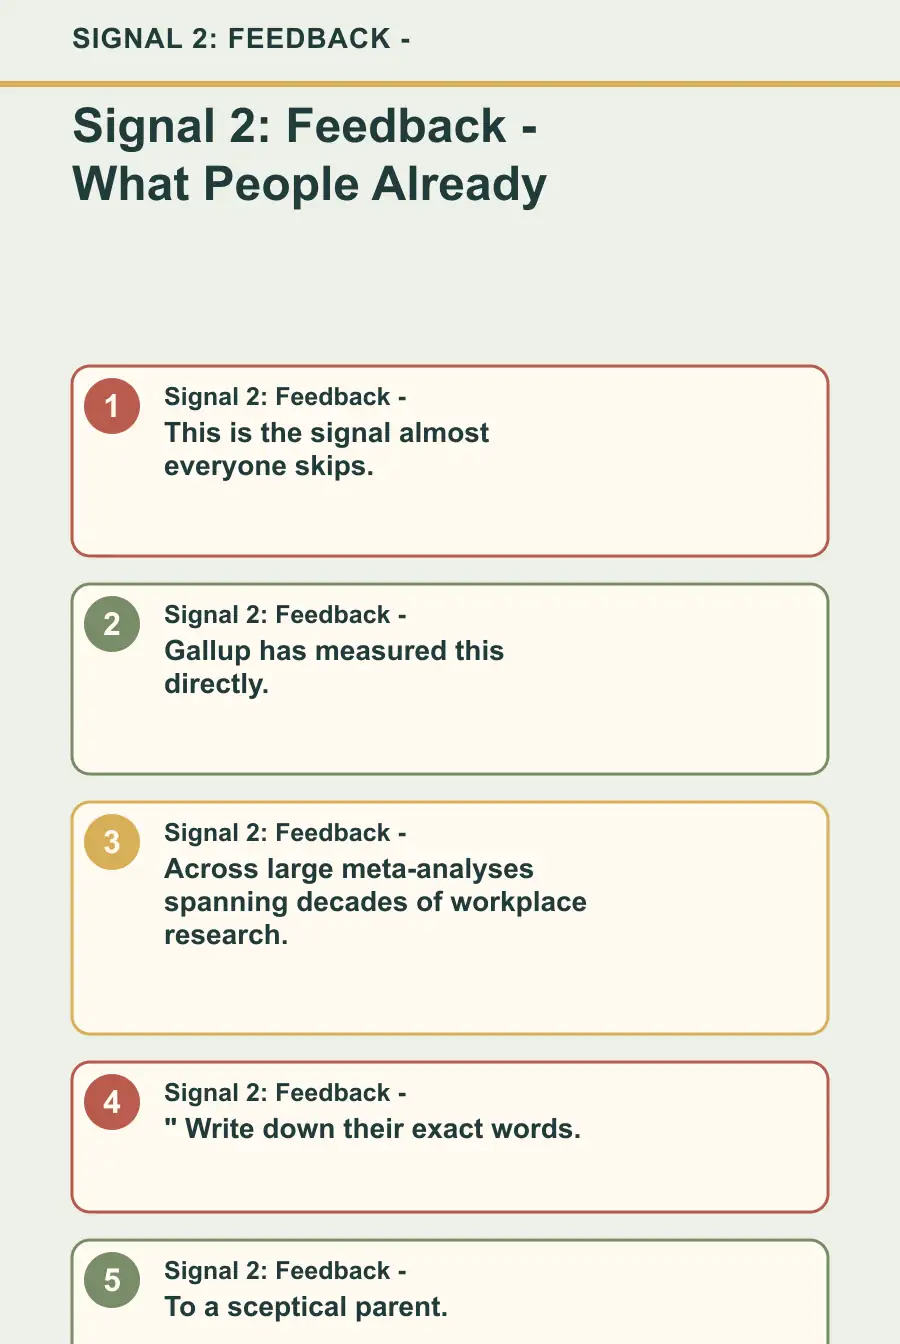 SIGNAL 2: FEEDBACK -
Signal 2: Feedback -
What People Already
1
Signal 2: Feedback -
This is the signal almost
everyone skips.
2
Signal 2: Feedback -
Gallup has measured this
directly.
3
Signal 2: Feedback -
Across large meta-analyses
spanning decades of workplace
research.
4
Signal 2: Feedback -
" Write down their exact words.
5
Signal 2: Feedback -
To a sceptical parent.